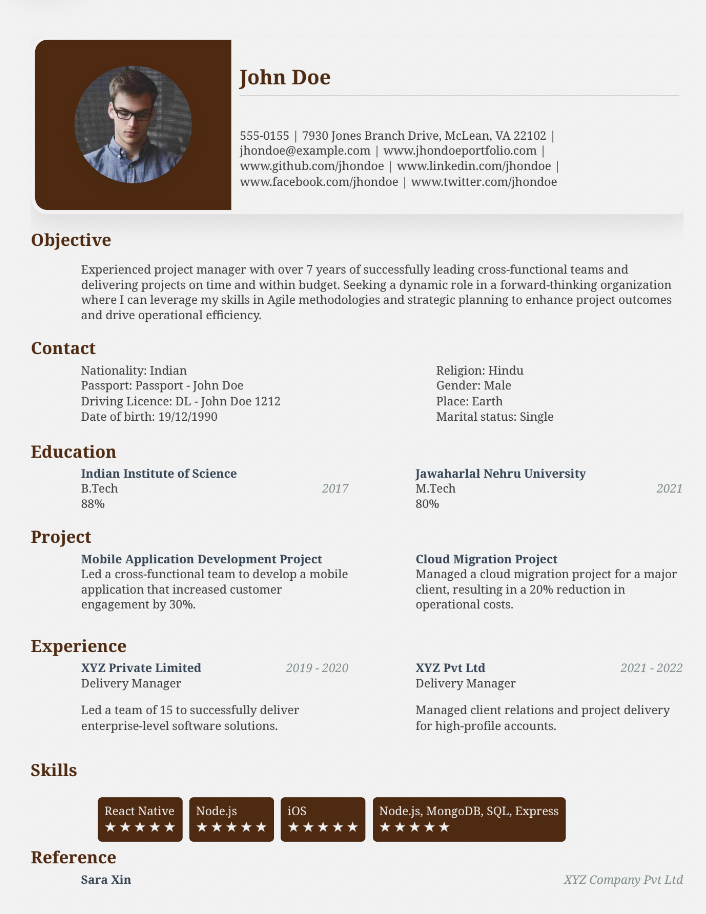 John Doe
555-0155 | 7930 Jones Branch Drive, McLean, VA 22102 |
jhondoe@example.com | www.jhondoeportfolio.com |
www.github.com/jhondoe | www.linkedin.com/jhondoe |
www.facebook.com/jhondoe | www.twitter.com/jhondoe
Objective
Experienced project manager with over 7 years of successfully leading cross-functional teams and
delivering projects on time and within budget. Seeking a dynamic role in a forward-thinking organization
where I can leverage my skills in Agile methodologies and strategic planning to enhance project outcomes
and drive operational efficiency.
Contact
Nationality: Indian
Passport: Passport - John Doe
Driving Licence: DL - John Doe 1212
Date of birth: 19/12/1990
Religion: Hindu
Gender: Male
Place: Earth
Marital status: Single
Education
Indian Institute of Science
B.Tech 2017
88%
Jawaharlal Nehru University
M.Tech 2021
80%
Project
Mobile Application Development Project
Led a cross-functional team to develop a mobile
application that increased customer
engagement by 30%.
Cloud Migration Project
Managed a cloud migration project for a major
client, resulting in a 20% reduction in
operational costs.
Experience
XYZ Private Limited 2019 - 2020
Delivery Manager
Led a team of 15 to successfully deliver
enterprise-level software solutions.
XYZ Pvt Ltd 2021 - 2022
Delivery Manager
Managed client relations and project delivery
for high-profile accounts.
Skills
React Native
★★★★★
Node.js
★★★★★
iOS
★★★★★
Node.js, MongoDB, SQL, Express
★★★★★
Reference
Sara Xin XYZ Company Pvt Ltd